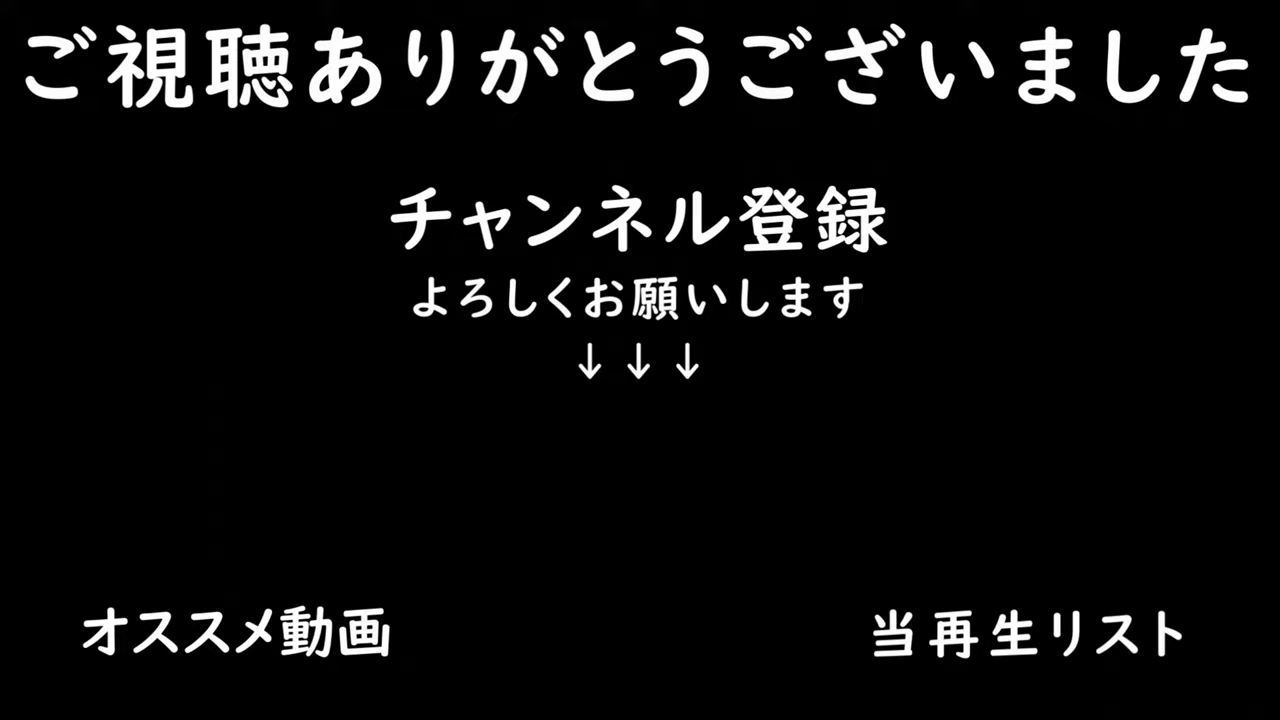 ご視聴ありがとうございました
チャンネル登録
よろしくお願いします
↓ ↓ ↓
オススメ動画
当再生リスト